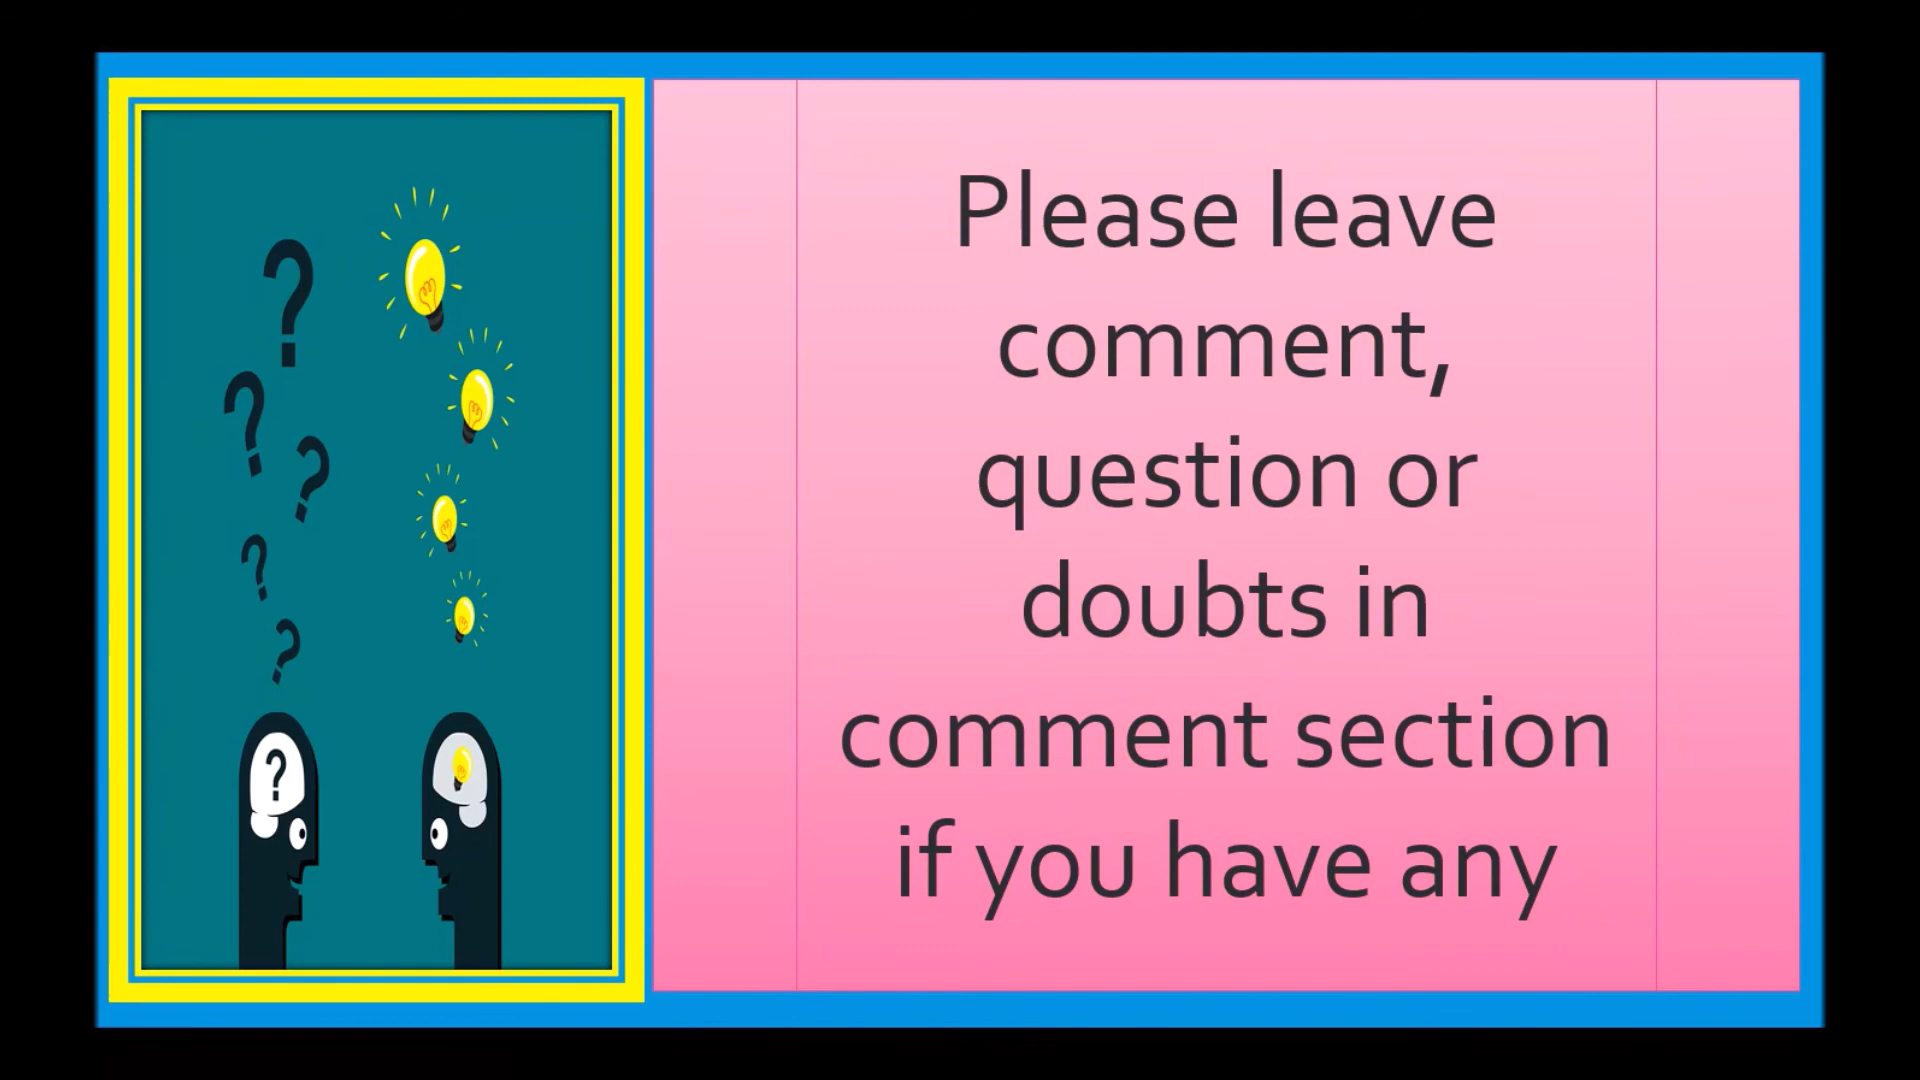 Please leave
comment,
question or
doubts in
comment section
if you have any